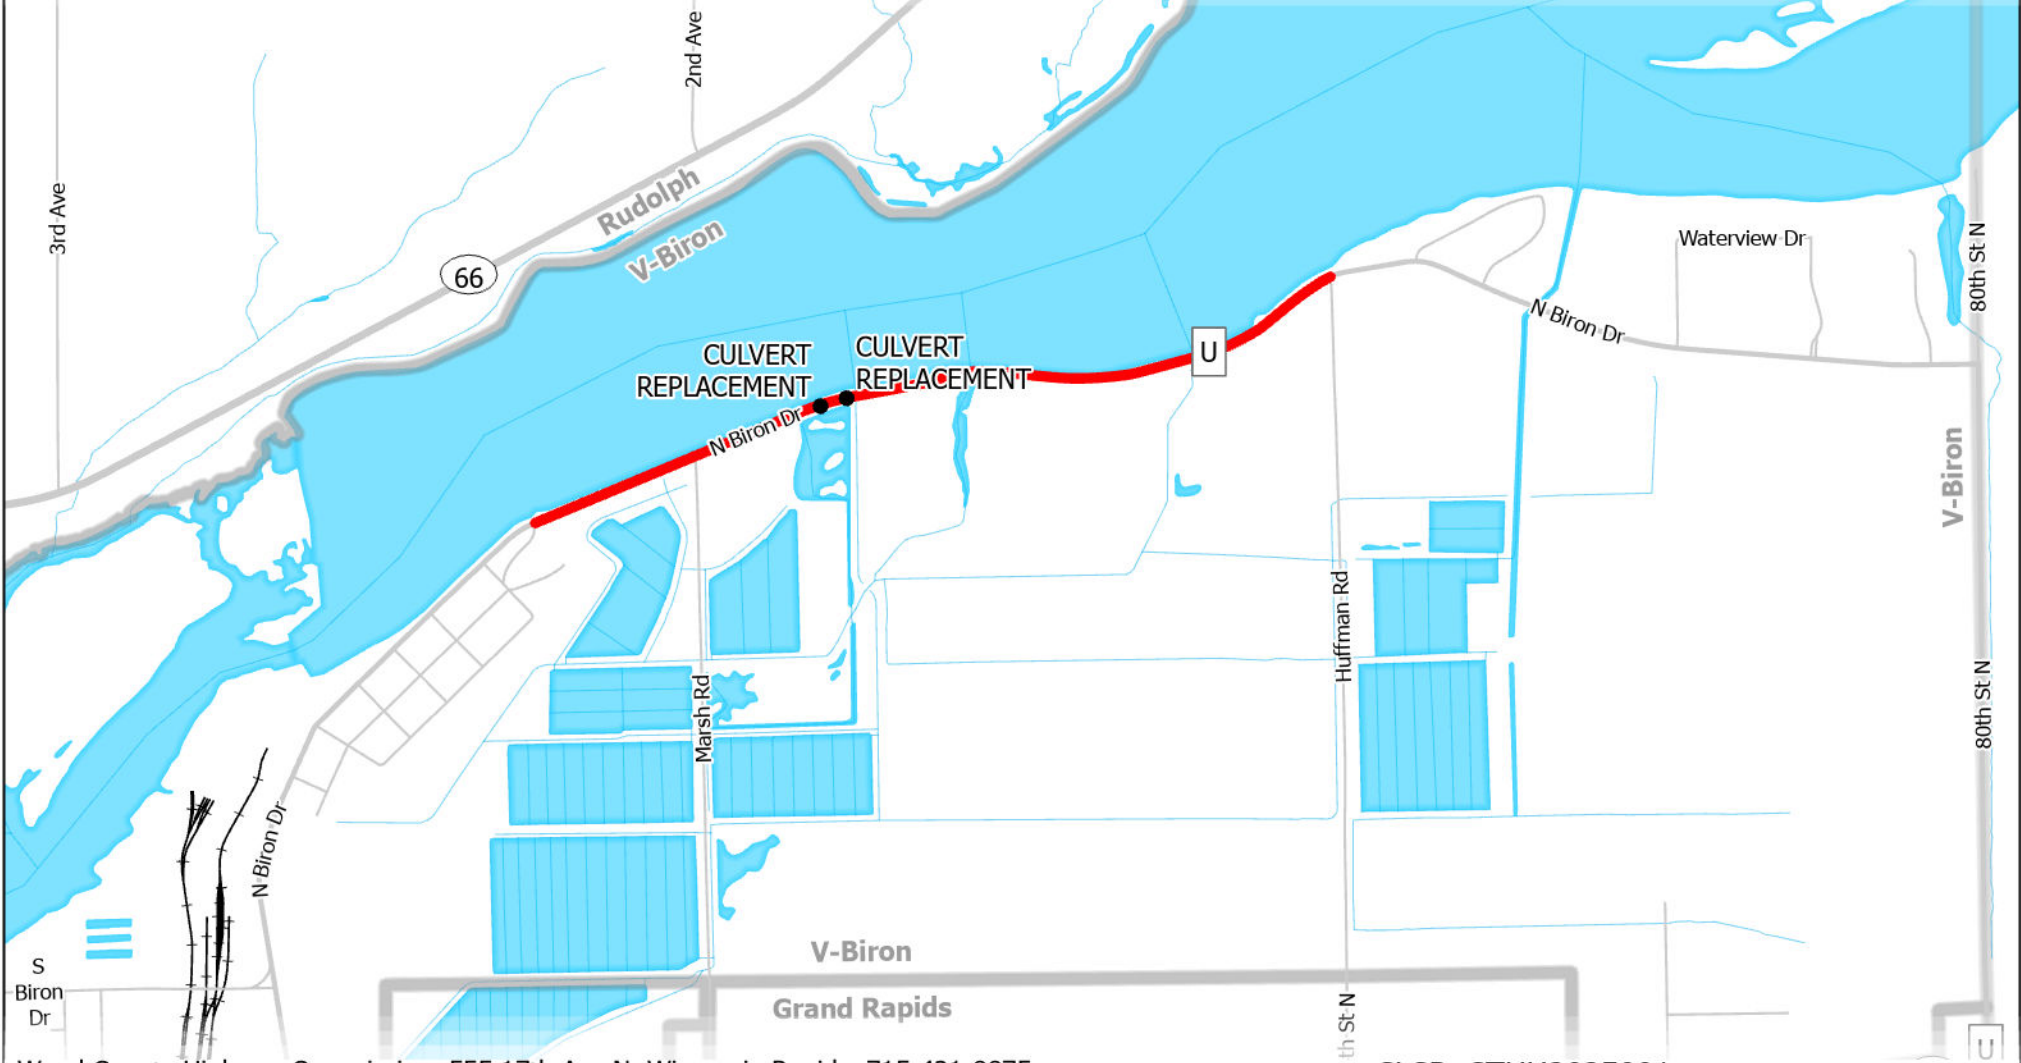 2nd Ave
3rd Ave
Rudolph
V-Biron
66
Waterview Dr
80th St N
N Biron Dr
CULVERT
REPLACEMENT
CULVERT
REPLACEMENT
U
N Biron Dr
V-Biron
Huffman Rd
Marsh Rd
80th St N
N Biron Dr
V-Biron
S
Biron
Dr
Grand Rapids
th St N
U